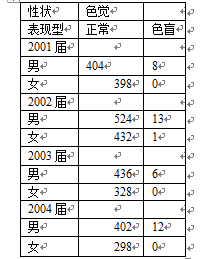 性状 色觉
表现型 正常 色盲
2001 届
男 404 8
女 398 0
2002 届
男 524 13
女 432 1
2003 届
男 436 6
女 328 0
2004 届
男 402 12
女 298 0